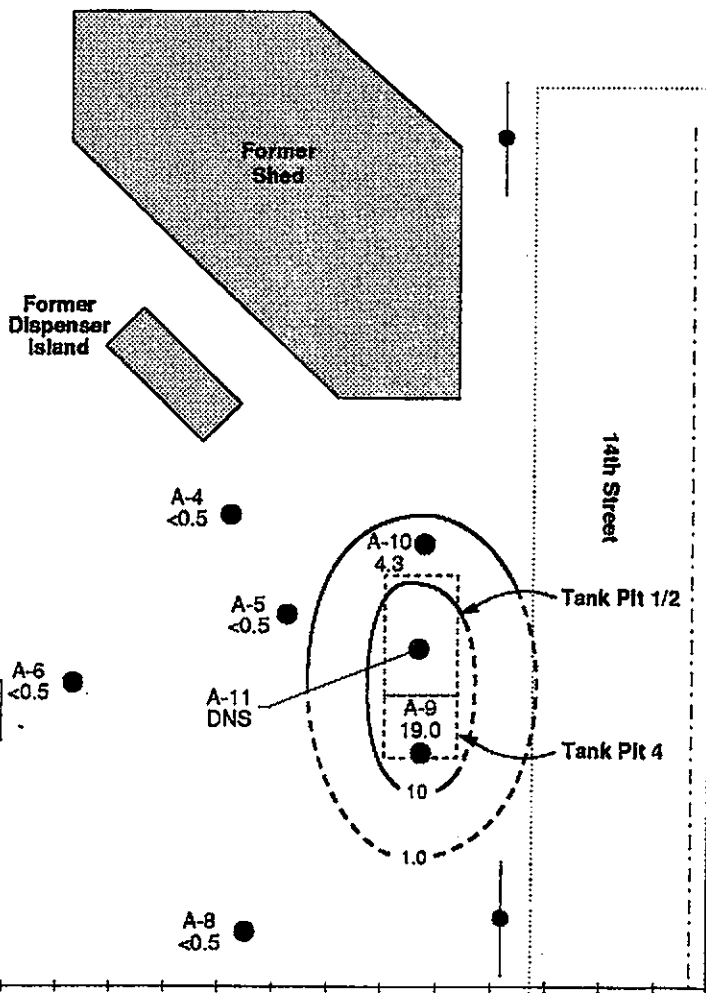 Former
Shed
Former
Dispenser
Island
14th Street
A-4
<0.5
A-10
4.3
Tank Pit 1/2
A-5
<0.5
A-6
<0.5
A-11
DNS
A-9
19.0
Tank Pit 4
10
1.0
A-8
<0.5